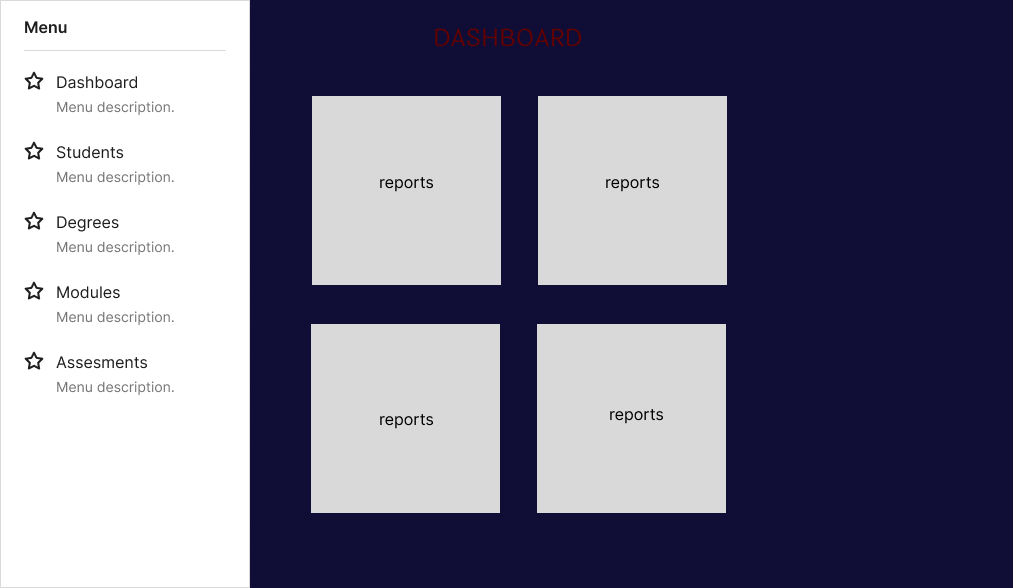 Menu
Dashboard
Menu description.
Students
Menu description.
Degrees
Menu description.
Modules
Menu description.
Assesments
Menu description.
DASHBOARD
reports
reports
reports
reports